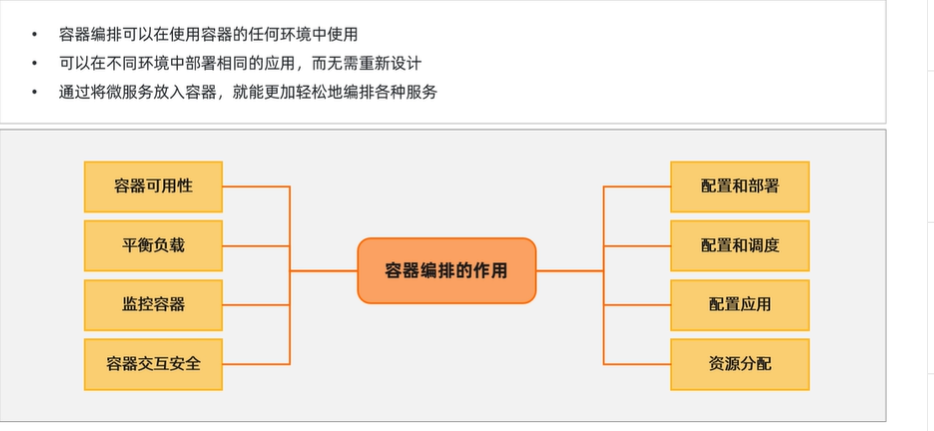 • 容器编排可以在使用容器的任何环境中使用
• 可以在不同环境中部署相同的应用，而无需重新设计
• 通过将微服务放入容器，就能更加轻松地编排各种服务
容器可用性
平衡负载
监控容器
容器交互安全
容器编排的作用
配置和部署
配置和调度
配置应用
资源分配